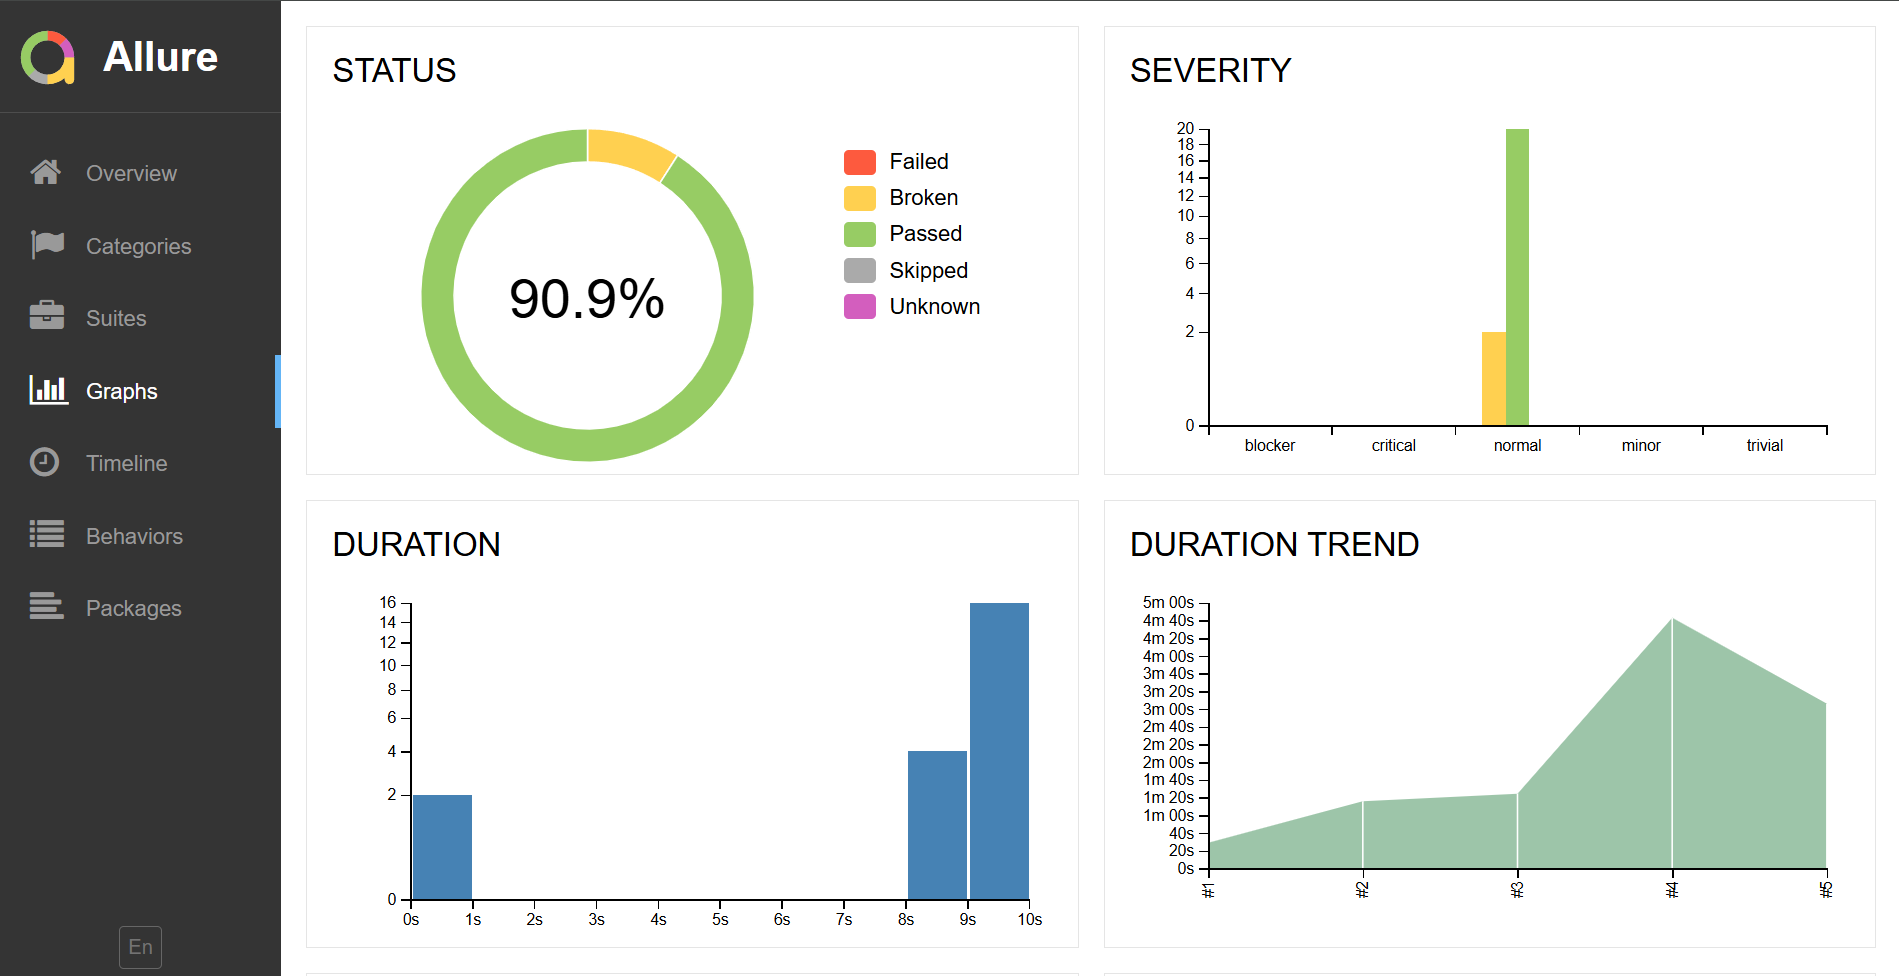 Allure
Overview
Categories
Suites
Graphs
Timeline
Behaviors
Packages
En
STATUS
90.9%
Failed
Broken
Passed
Skipped
Unknown
SEVERITY
20
18
16
14
12
10
8
6
4
2
0
blocker critical normal minor trivial
DURATION
16
14
12
10
8
6
4
2
0
0s 1s 2s 3s 4s 5s 6s 7s 8s 9s 10s
DURATION TREND
5m 00s
4m 40s
4m 20s
4m 00s
3m 40s
3m 20s
3m 00s
2m 40s
2m 20s
2m 00s
1m 40s
1m 20s
1m 00s
40s
20s
0s
#1 #2 #3 #4 #5